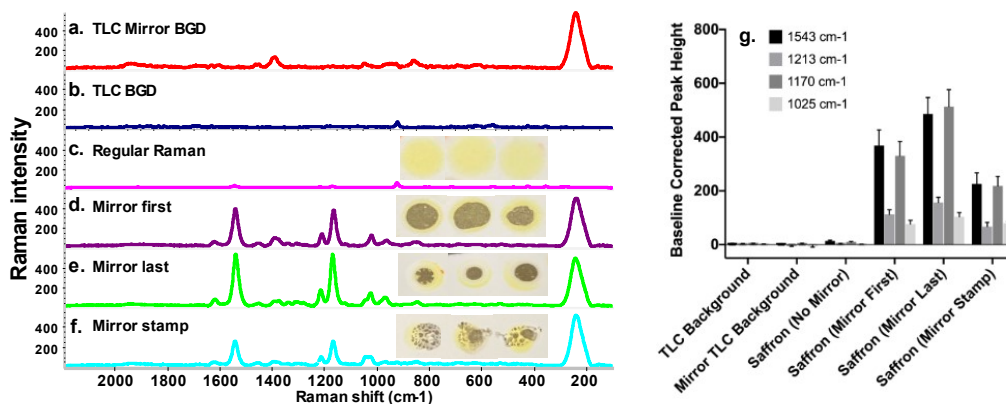 a. TLC Mirror BGD
400
200
b. TLC BGD
400
200
c. Regular Raman
400
200
d. Mirror first
400
200
e. Mirror last
400
200
f. Mirror stamp
400
200
2000 1800 1600 1400 1200 1000 800 600 400 200
Raman shift (cm-1)
Raman intensity
g.
1543 cm-1
1213 cm-1
1170 cm-1
1025 cm-1
800
600
400
200
0
Baseline Corrected Peak Height
TLC Background
Mirror TLC Background
Saffron (No Mirror)
Saffron (Mirror First)
Saffron (Mirror Last)
Saffron (Mirror Stamp)